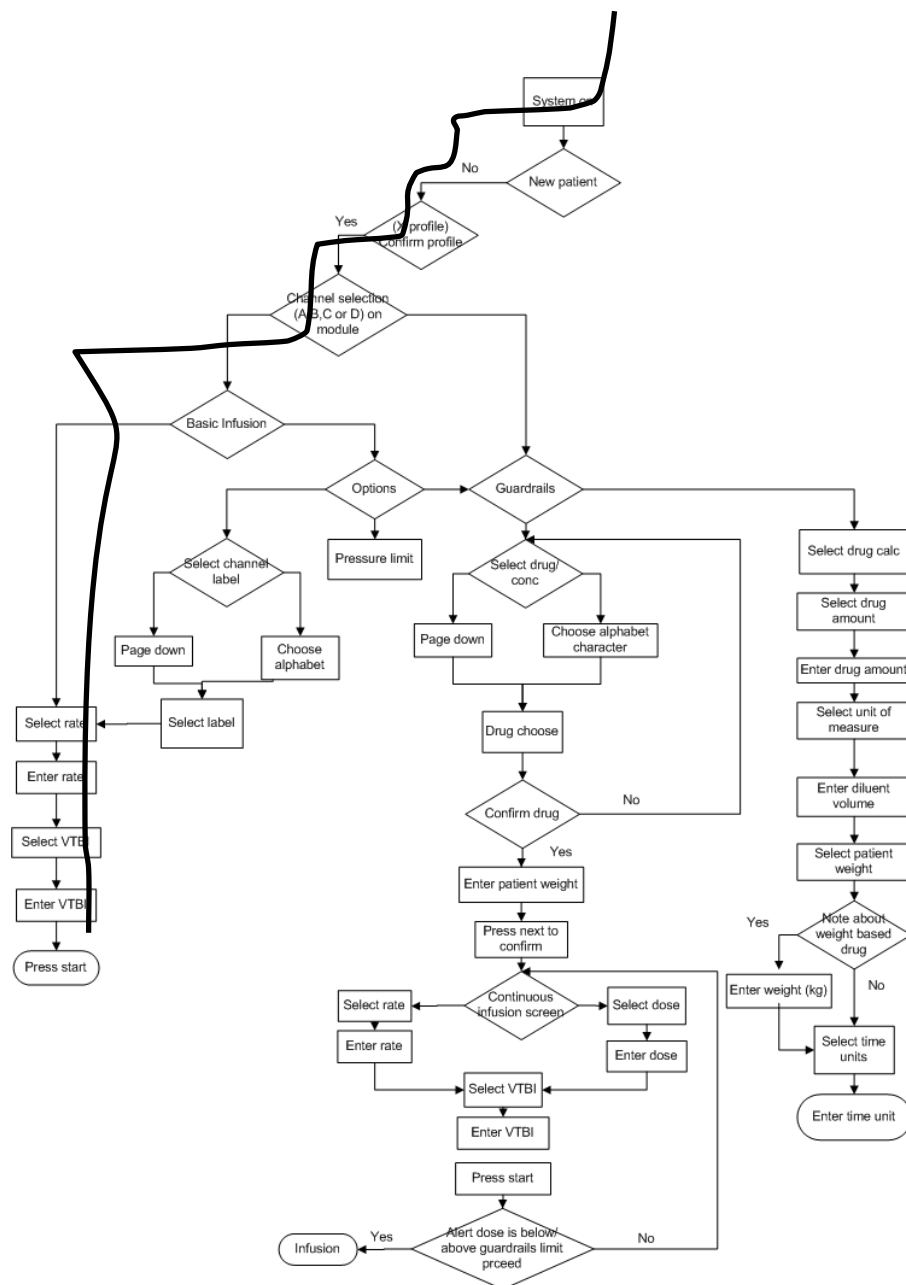 System on
New patient
No
(X profile)
Confirm profile
Yes
Channel selection
(A,B,C or D) on
module
Basic Infusion
Options
Guardrails
Select channel
label
Pressure limit
Select drug/
conc
Select drug calc
Select drug
amount
Page down
Choose
alphabet
Page down
Choose alphabet
character
Enter drug amount
Select rate
Select label
Drug choose
Select unit of
measure
Enter rate
Enter diluent
volume
Confirm drug
No
Select VTBI
Yes
Select patient
weight
Enter VTBI
Enter patient weight
Press start
Press next to
confirm
Note about
weight based
drug
Yes
No
Enter weight (kg)
Select rate
Continuous
infusion screen
Select dose
Enter rate
Enter dose
Select time
units
Select VTBI
Enter VTBI
Enter time unit
Press start
Infusion
Yes
Alert dose is below/
above guardrails limit
prceed
No